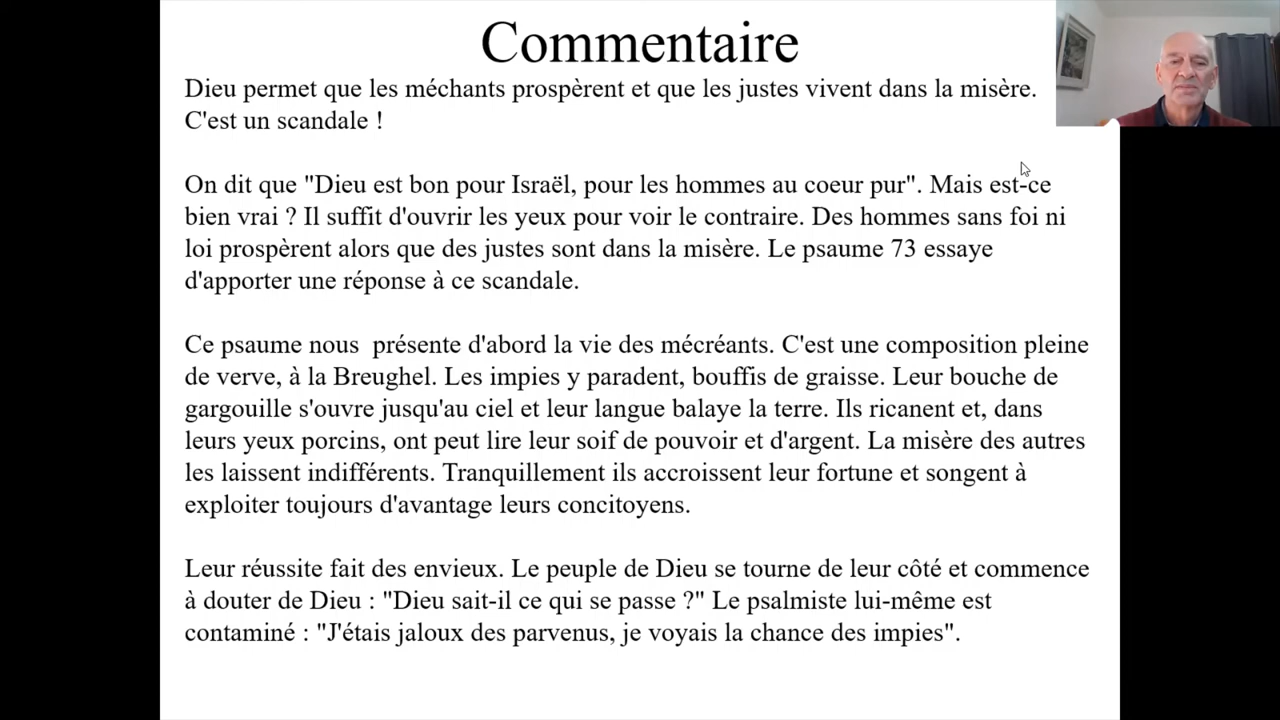 Commentaire
Dieu permet que les méchants prospèrent et que les justes vivent dans la misère.
C'est un scandale !
On dit que "Dieu est bon pour Israël, pour les hommes au coeur pur". Mais est-ce
bien vrai ? Il suffit d'ouvrir les yeux pour voir le contraire. Des hommes sans foi ni
loi prospèrent alors que des justes sont dans la misère. Le psaume 73 essaye
d'apporter une réponse à ce scandale.
Ce psaume nous  présente d'abord la vie des mécréants. C'est une composition pleine
de verve, à la Breughel. Les impies y paradent, bouffis de graisse. Leur bouche de
gargouille s'ouvre jusqu'au ciel et leur langue balaye la terre. Ils ricanent et, dans
leurs yeux porcins, ont peut lire leur soif de pouvoir et d'argent. La misère des autres
les laissent indifférents. Tranquillement ils accroissent leur fortune et songent à
exploiter toujours d'avantage leurs concitoyens.
Leur réussite fait des envieux. Le peuple de Dieu se tourne de leur côté et commence
à douter de Dieu : "Dieu sait-il ce qui se passe ?" Le psalmiste lui-même est
contaminé : "J'étais jaloux des parvenus, je voyais la chance des impies".